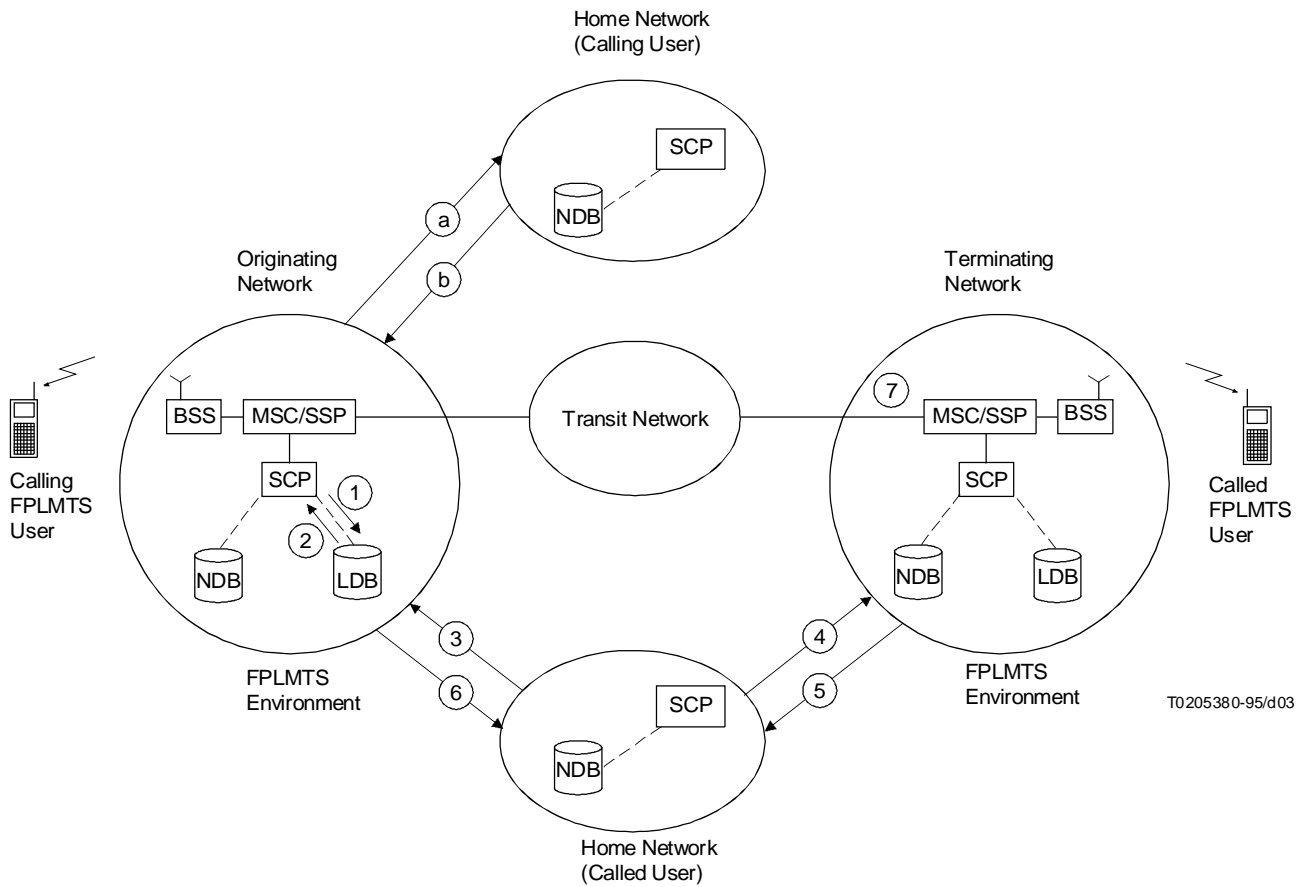 Home Network
(Calling User)
SCP
NDB
a
b
Originating
Network
Terminating
Network
BSS
MSC/SSP
Transit Network
7
MSC/SSP
BSS
SCP
1
2
NDB
LDB
SCP
NDB
LDB
Calling
FPLMTS
User
Called
FPLMTS
User
3
6
4
5
FPLMTS
Environment
FPLMTS
Environment
SCP
NDB
T0205380-95/d03
Home Network
(Called User)